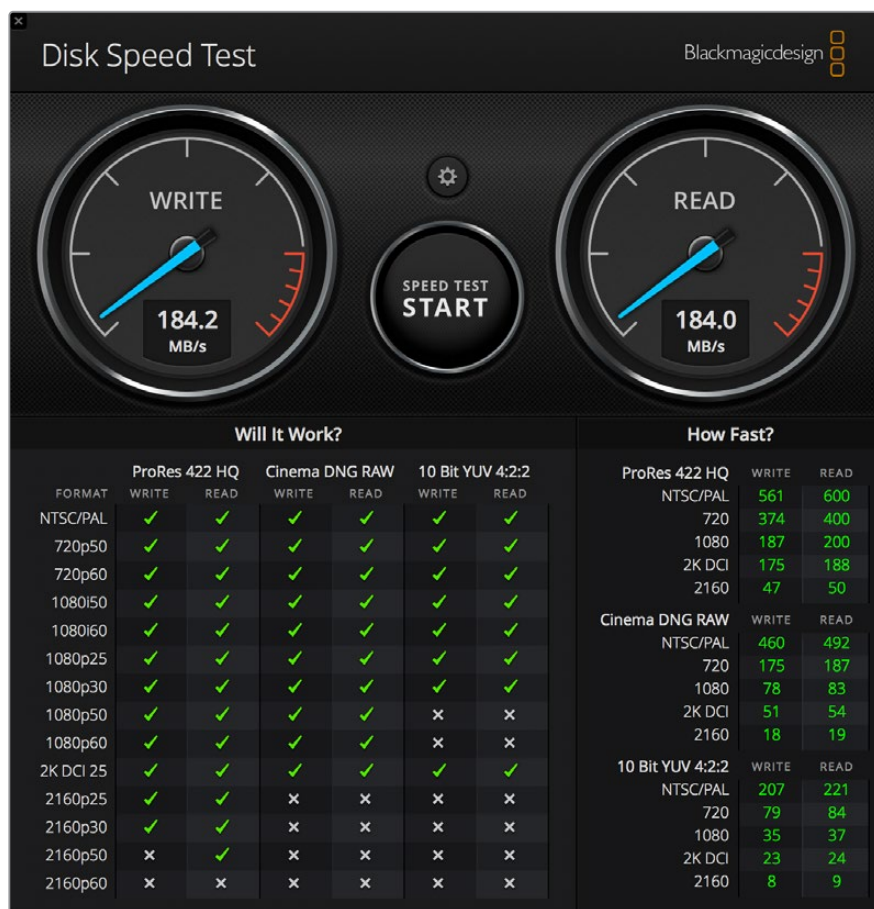 Disk Speed Test
Blackmagicdesign
WRITE
184.2
MB/s
SPEED TEST
START
READ
184.0
MB/s
Will It Work?
ProRes 422 HQ Cinema DNG RAW 10 Bit YUV 4:2:2
FORMAT WRITE READ WRITE READ WRITE READ
NTSC/PAL ✓ ✓ ✓ ✓ ✓ ✓
720p50 ✓ ✓ ✓ ✓ ✓ ✓
720p60 ✓ ✓ ✓ ✓ ✓ ✓
1080i50 ✓ ✓ ✓ ✓ ✓ ✓
1080i60 ✓ ✓ ✓ ✓ ✓ ✓
1080p25 ✓ ✓ ✓ ✓ ✓ ✓
1080p30 ✓ ✓ ✓ ✓ ✓ ✓
1080p50 ✓ ✓ ✓ ✓ × ×
1080p60 ✓ ✓ ✓ ✓ × ×
2K DCI 25 ✓ ✓ ✓ ✓ ✓ ✓
2160p25 ✓ ✓ × × × ×
2160p30 ✓ ✓ × × × ×
2160p50 × ✓ × × × ×
2160p60 × × × × × ×
How Fast?
ProRes 422 HQ WRITE READ
NTSC/PAL 561 600
720 374 400
1080 187 200
2K DCI 175 188
2160 47 50
Cinema DNG RAW WRITE READ
NTSC/PAL 460 492
720 175 187
1080 78 83
2K DCI 51 54
2160 18 19
10 Bit YUV 4:2:2 WRITE READ
NTSC/PAL 207 221
720 79 84
1080 35 37
2K DCI 23 24
2160 8 9